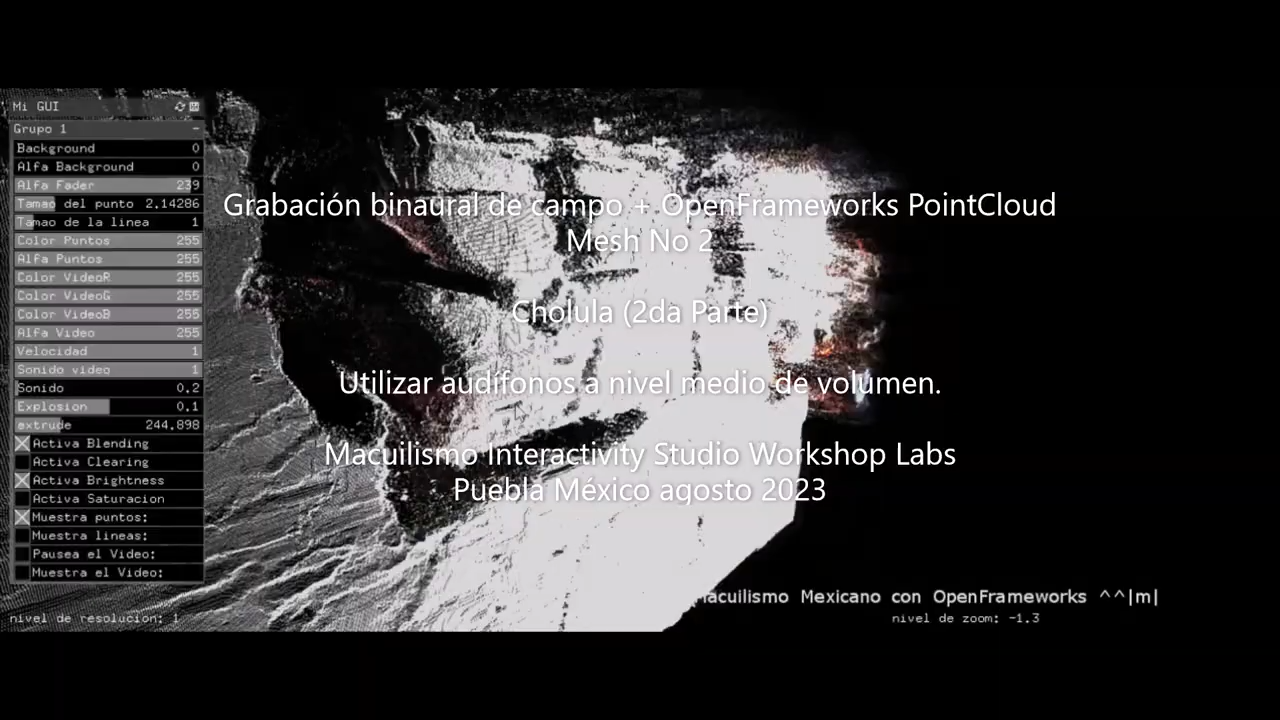 Mi GUI
Grupo 1 -
Background 0
Alfa Background 0
Alfa Fader 239
Tamao del punto 2.14286
Tamao de la linea 1
Color Puntos 255
Alfa Puntos 255
Color VideoR 255
Color VideoG 255
Color VideoB 255
Alfa Video 255
Velocidad 1
Sonido video 1
Sonido 0.2
Explosion 0.1
extrude 244.898
Activa Blending
Activa Clearing
Activa Brightness
Activa Saturacion
Muestra puntos:
Muestra lineas:
Pausea el Video:
Muestra el Video:
nivel de resolucion: 1
Grabación binaural de campo + OpenFrameworks PointCloud
Mesh No 2
Cholula (2da Parte)
Utilizar audífonos a nivel medio de volumen.
Macuilismo Interactivity Studio Workshop Labs
Puebla México agosto 2023
Macuilismo Mexicano con OpenFrameworks ^^|m|
nivel de zoom: -1.3